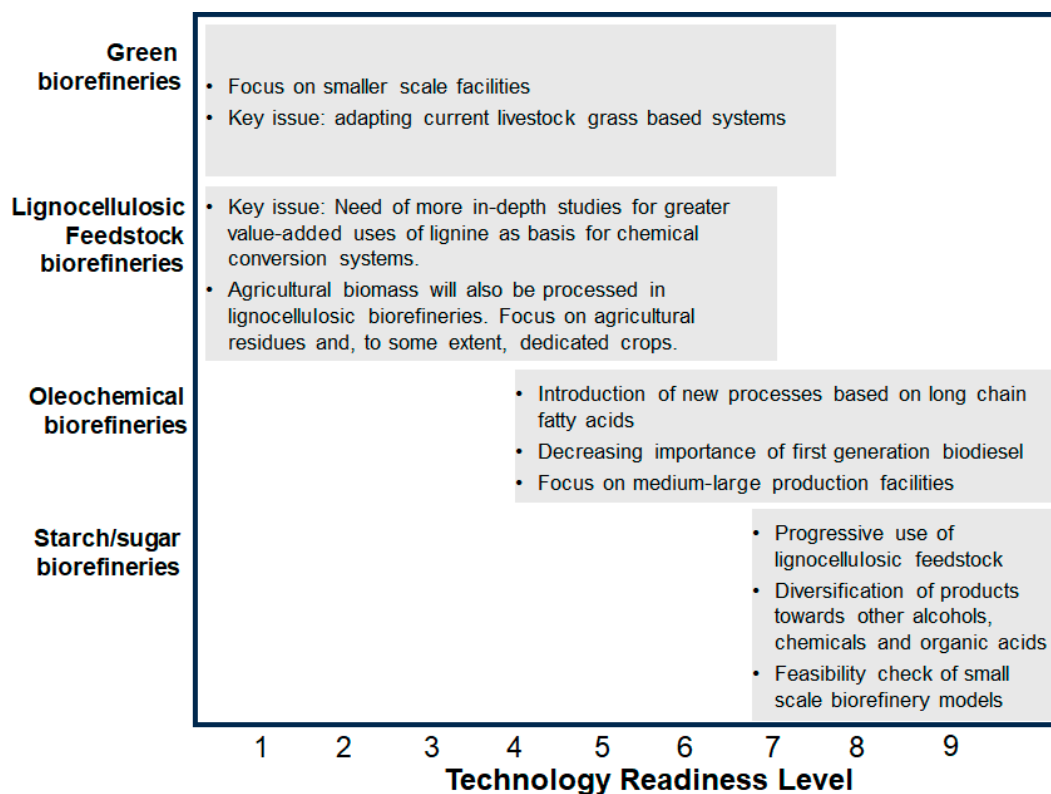 Green
biorefineries
• Focus on smaller scale facilities
• Key issue: adapting current livestock grass based systems
Lignocellulosic
Feedstock
biorefineries
• Key issue: Need of more in-depth studies for greater
value-added uses of lignine as basis for chemical
conversion systems.
• Agricultural biomass will also be processed in
lignocellulosic biorefineries. Focus on agricultural
residues and, to some extent, dedicated crops.
Oleochemical
biorefineries
• Introduction of new processes based on long chain
fatty acids
• Decreasing importance of first generation biodiesel
• Focus on medium-large production facilities
Starch/sugar
biorefineries
• Progressive use of
lignocellulosic feedstock
• Diversification of products
towards other alcohols,
chemicals and organic acids
• Feasibility check of small
scale biorefinery models
1 2 3 4 5 6 7 8 9
Technology Readiness Level